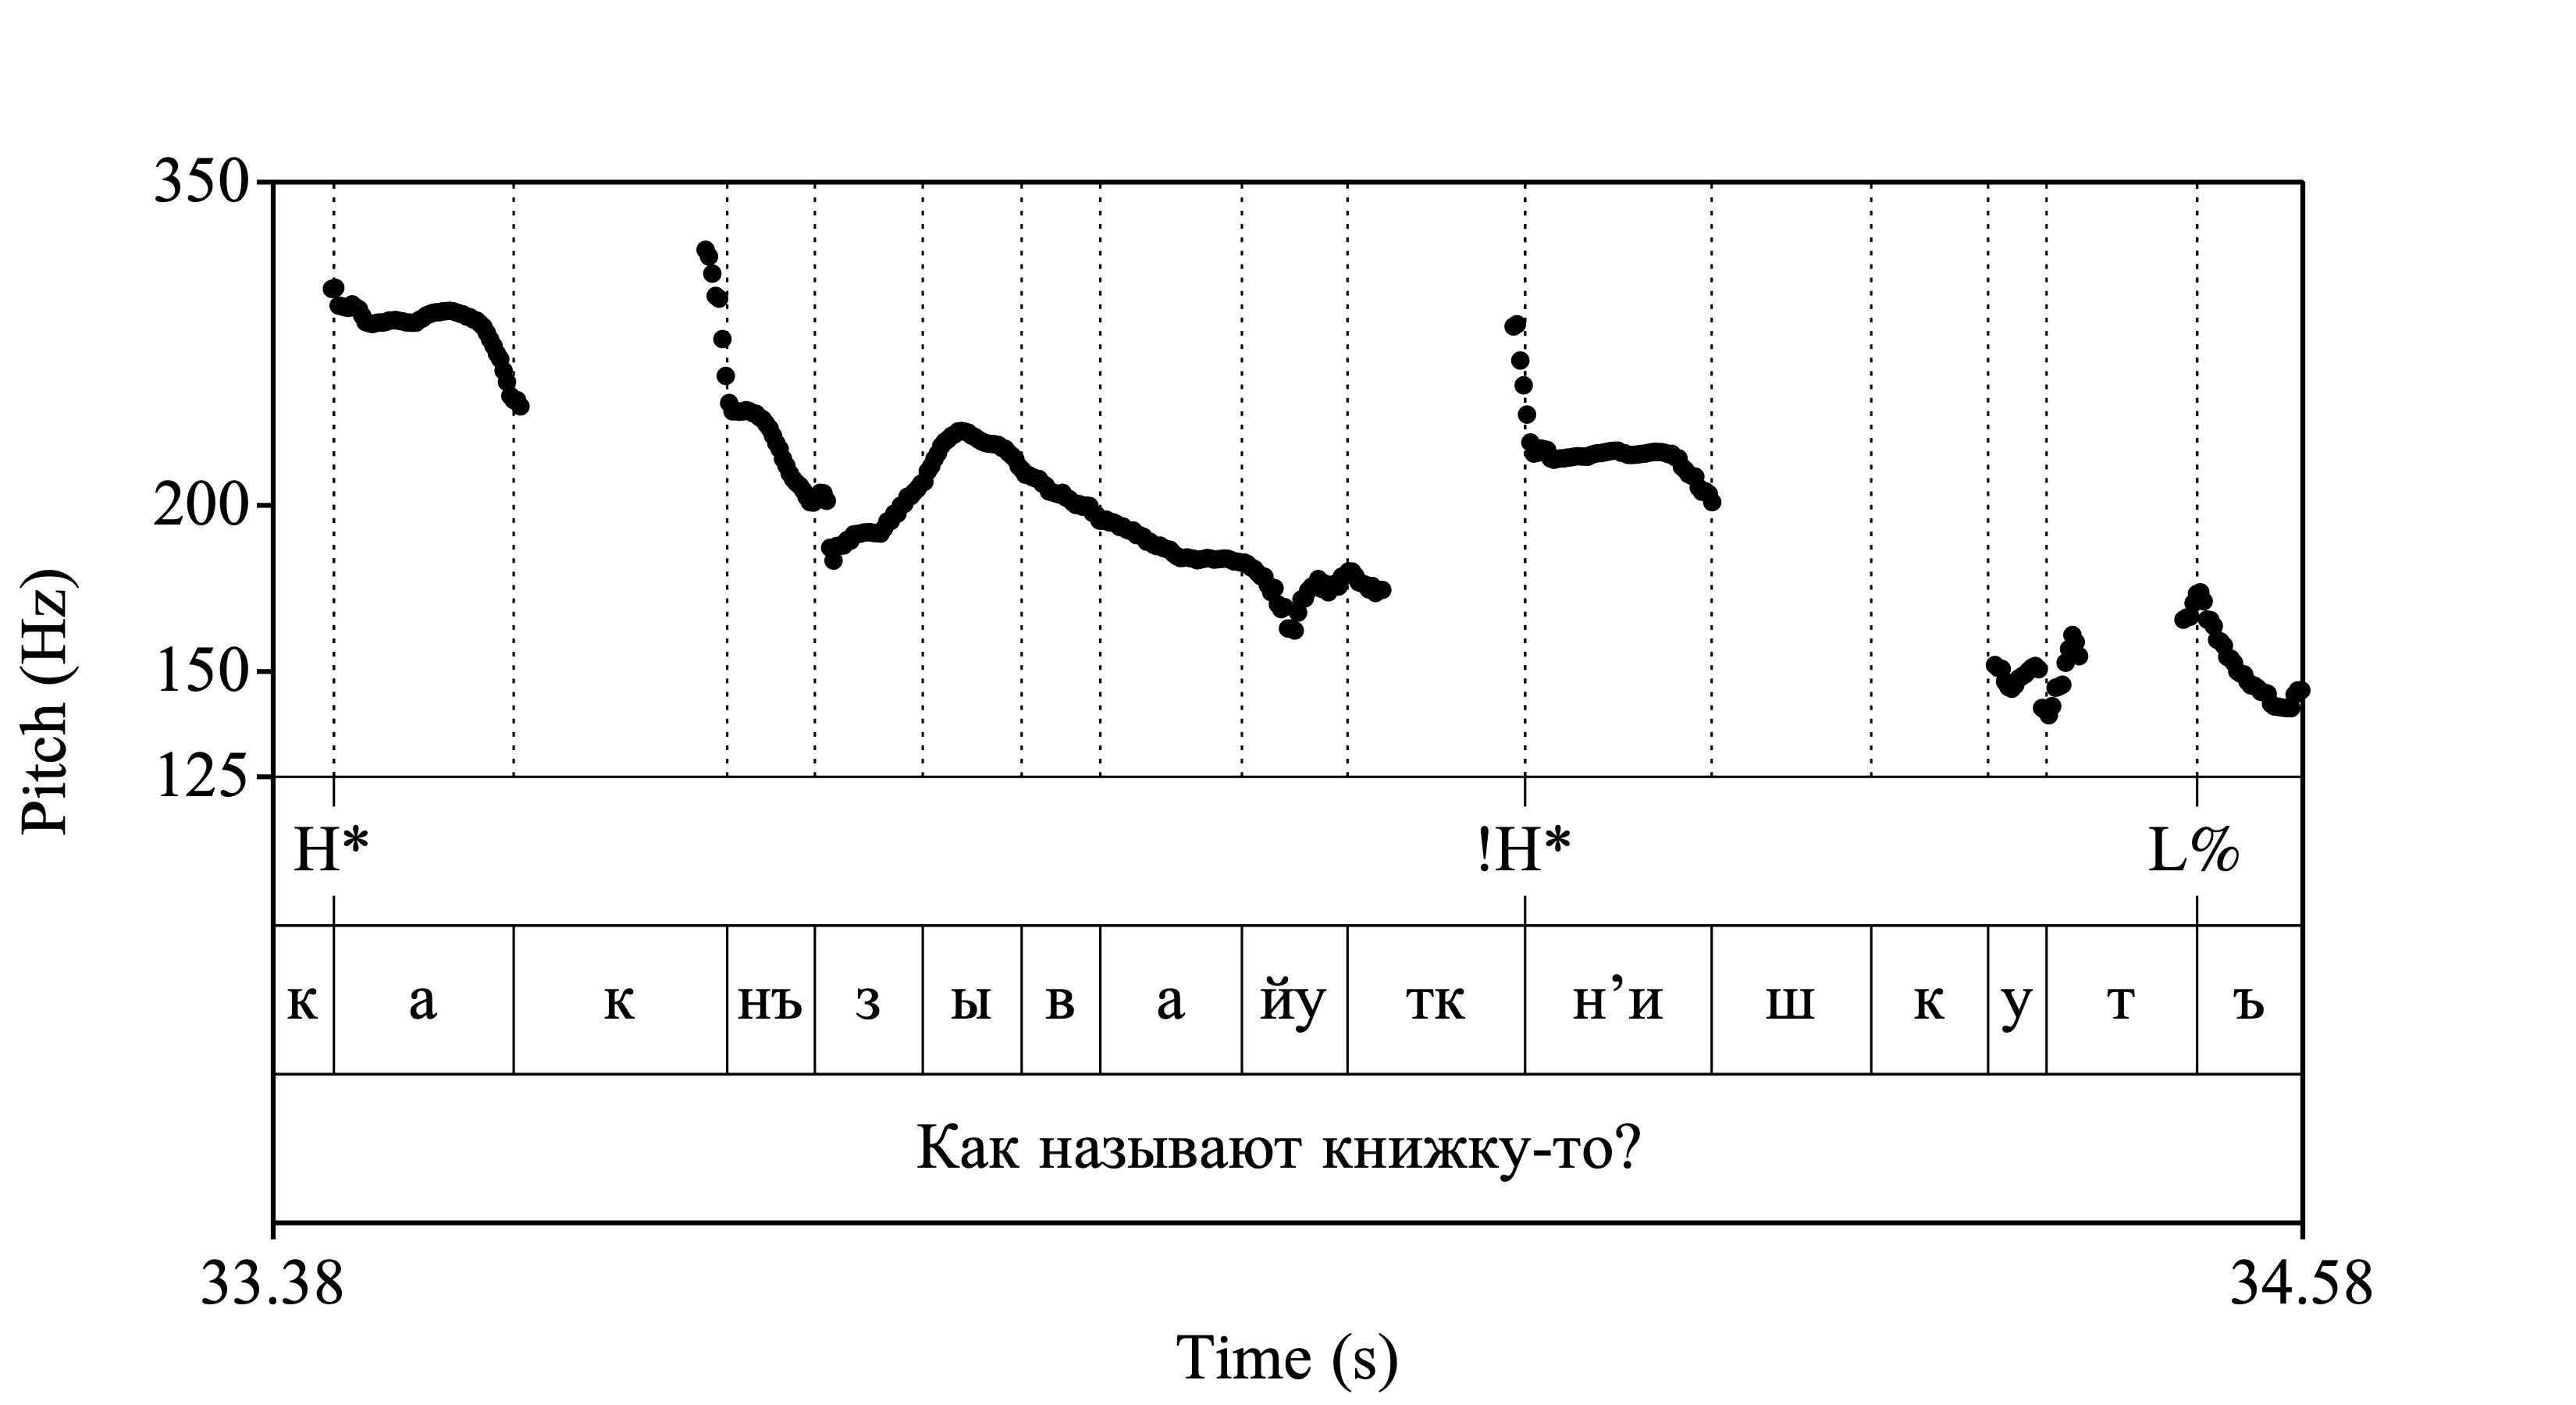 350
200
150
125
Pitch (Hz)
H* !H* L%
к а к нъ з ы в а йу тк н’и ш к у т ъ
Как называют книжку-то?
33.38 34.58
Time (s)